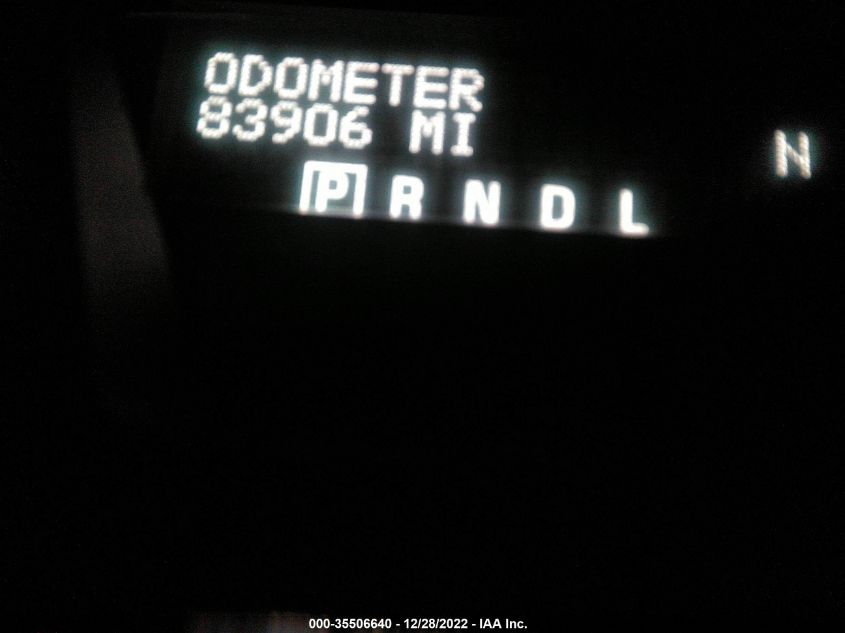 ODOMETER
83906 MI
N
P R N D L
000-35506640 - 12/28/2022 - IAA Inc.